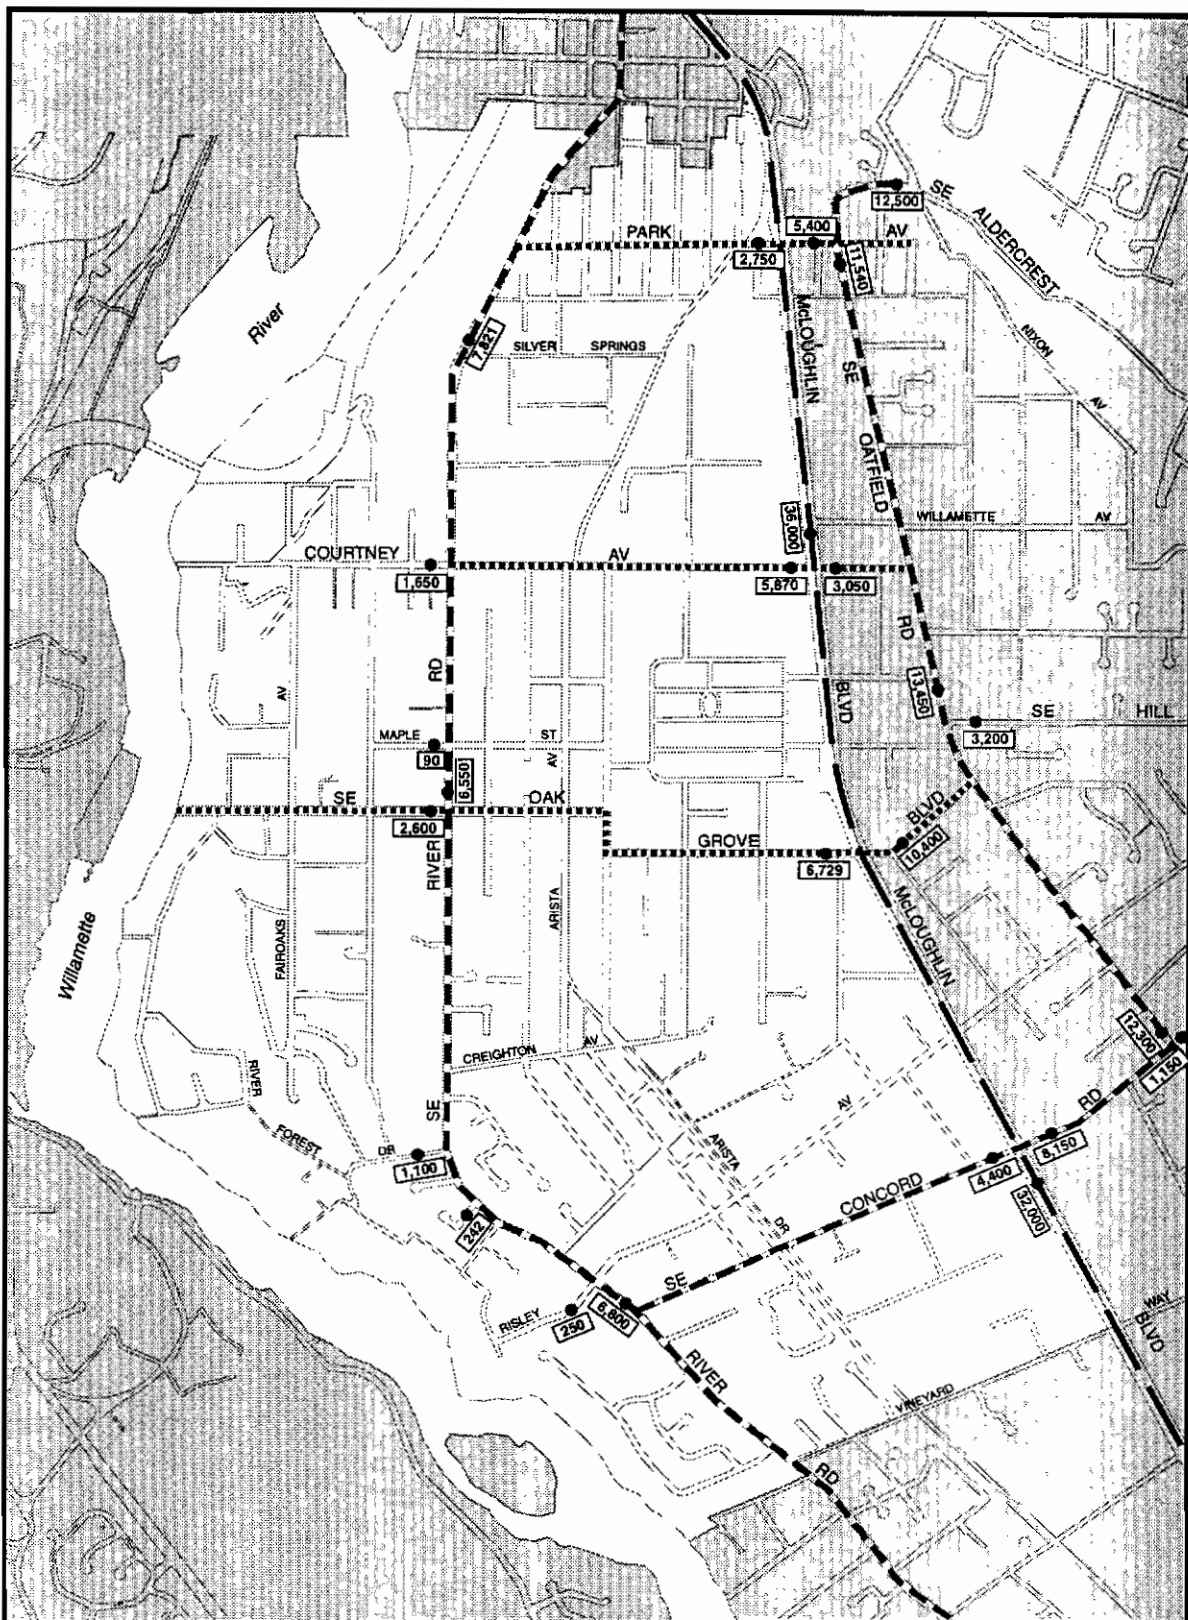 SE
12,500
ALDERCREST
PARK
5,400
AV
2,750
11,540
River
McLOUGHLIN
NIXON
7,821
SILVER SPRINGS
SE
AV
OATFIELD
36,000
WILLAMETTE AV
COURTNEY
AV
1,650
5,870
3,050
RD
RD
AV
13,450
BLVD
SE HILL
MAPLE ST
3,200
90
AV
6,550
SE
OAK
BLVD
2,600
GROVE
10,400
RIVER
6,729
ARISTA
McLOUGHLIN
FAIROAKS
Willamette
12,300
CREIGHTON AV
1,150
RIVER
SE
AV
RD
FOREST
DR
ARISTA
8,150
1,100
4,400
CONCORD
32,000
242
DR
SE
6,800
WAY
RISLEY
250
BLVD
RIVER
VINEYARD
RD